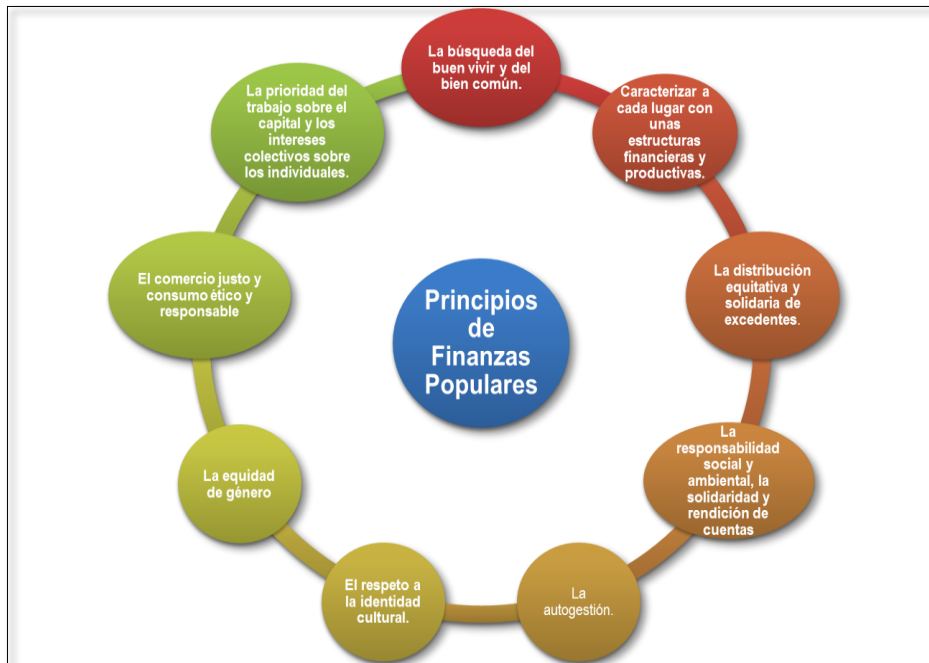 La búsqueda del
buen vivir y del
bien común.
Caracterizar a
cada lugar con
unas
estructuras
financieras y
productivas.
La distribución
equitativa y
solidaria de
excedentes.
La
responsabilidad
social y
ambiental, la
solidaridad y
rendición de
cuentas
La
autogestión.
El respeto a
la identidad
cultural.
La equidad
de género
El comercio justo y
consumo ético y
responsable
La prioridad del
trabajo sobre el
capital y los
intereses
colectivos sobre
los individuales.
Principios
de
Finanzas
Populares